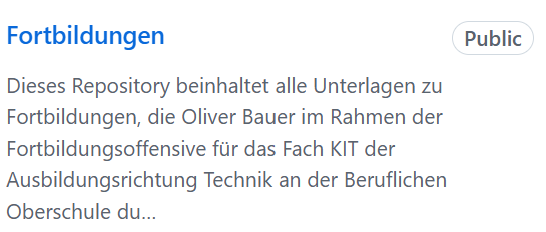 Fortbildungen
Public
Dieses Repository beinhaltet alle Unterlagen zu
Fortbildungen, die Oliver Bauer im Rahmen der
Fortbildungsoffensive für das Fach KIT der
Ausbildungsrichtung Technik an der Beruflichen
Oberschule du...